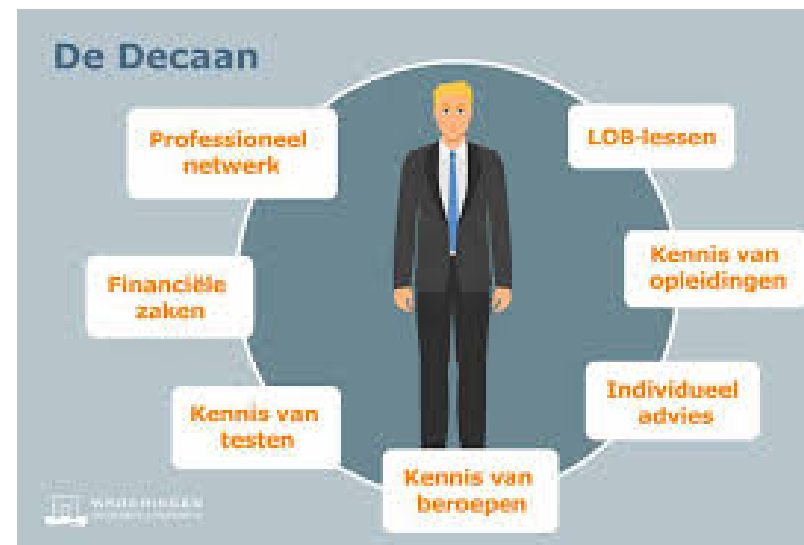 De Decaan
Professioneel
netwerk
LOB-lessen
Financiële
zaken
Kennis van
opleidingen
Kennis van
testen
Individueel
advies
Kennis van
beroepen